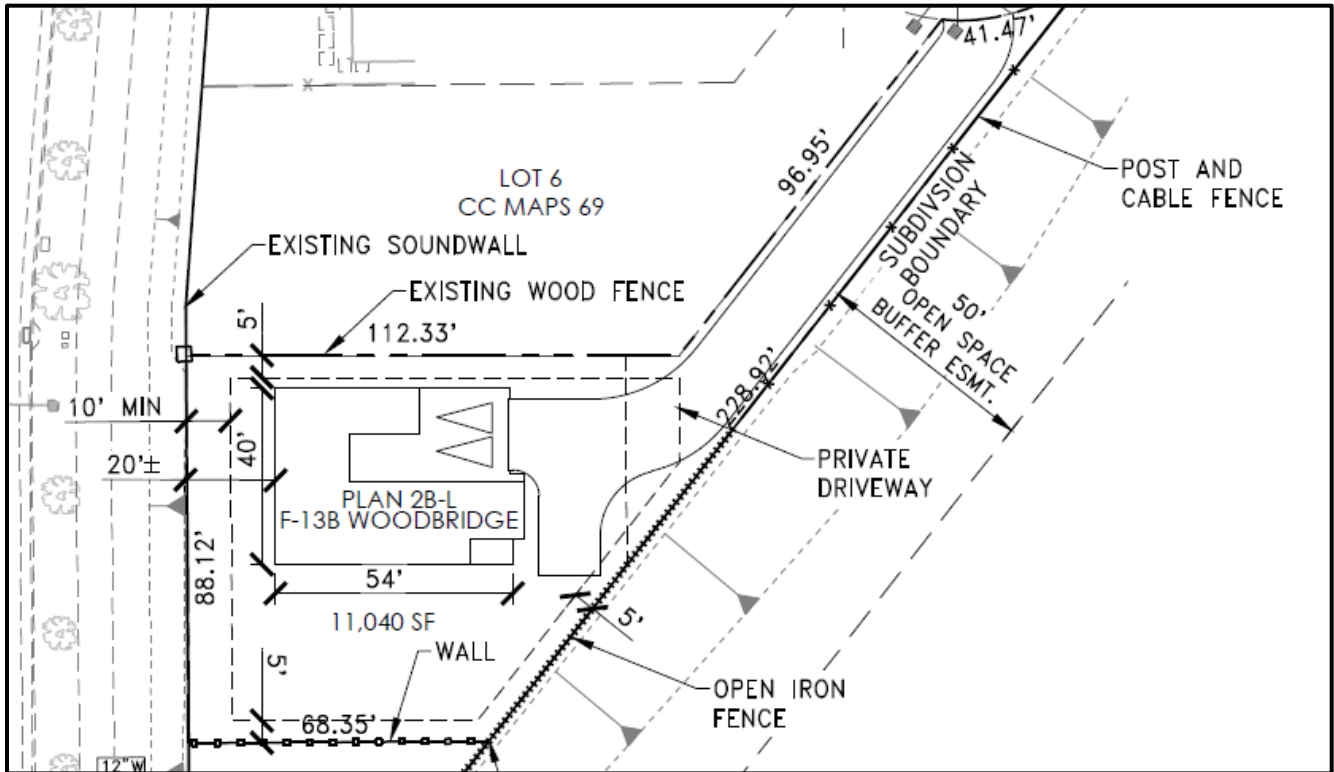 41.47'
96.95'
POST AND
CABLE FENCE
LOT 6
CC MAPS 69
SUBDIVSION
BOUNDARY
EXISTING SOUNDWALL
EXISTING WOOD FENCE
50'
OPEN SPACE
BUFFER ESMT.
5'
112.33'
228.92'
10' MIN
40'
20'±
PRIVATE
DRIVEWAY
PLAN 2B-L
F-13B WOODBRIDGE
88.12'
54'
11,040 SF
5'
WALL
5'
OPEN IRON
FENCE
68.35'
12"W